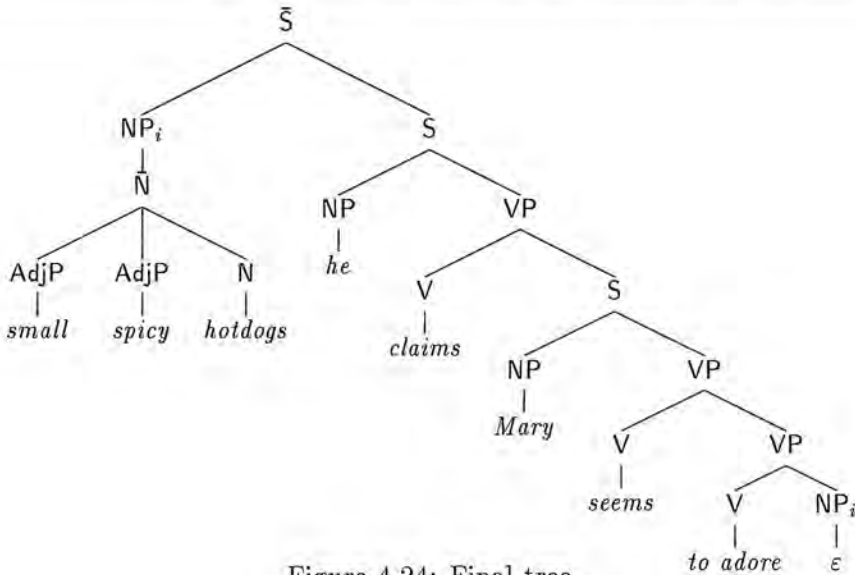 S̄
NPᵢ S
N̄ NP VP
AdjP AdjP N he V S
small spicy hotdogs claims NP VP
Mary V VP
seems V NPᵢ
Figure 4.24: Final tree to adore ε